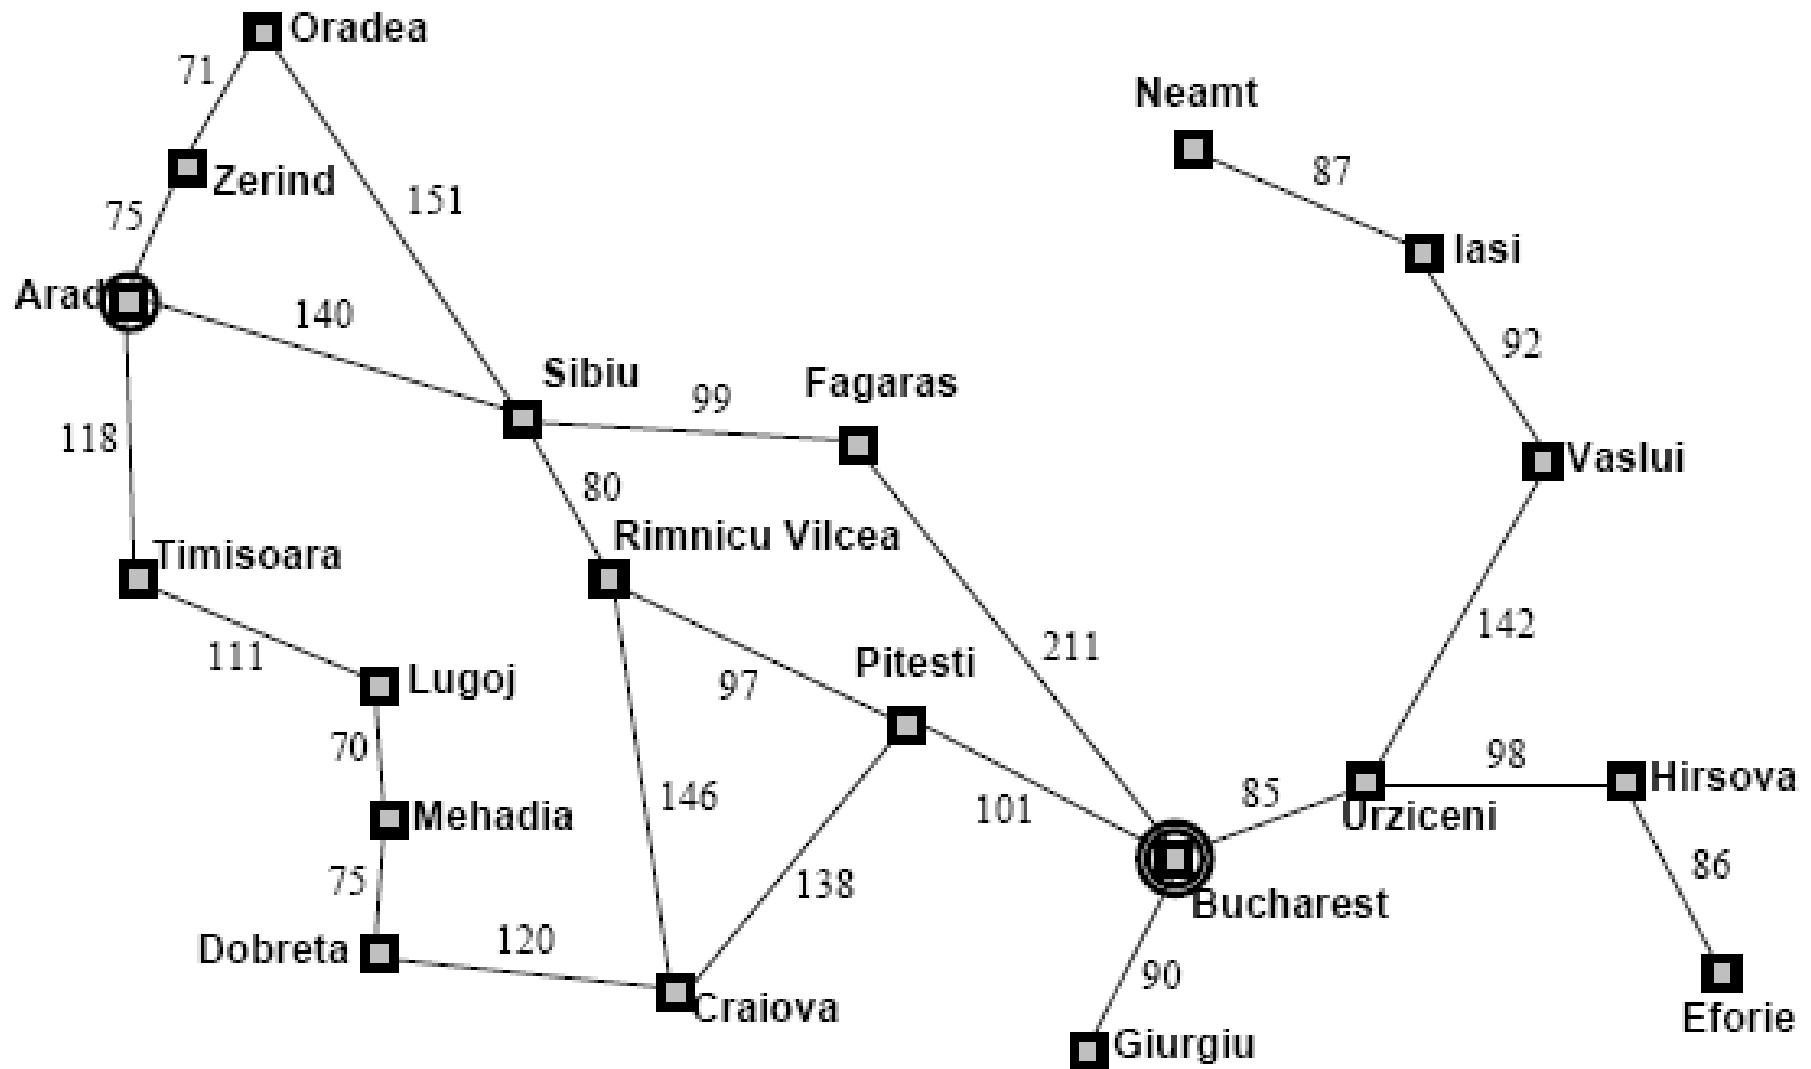 Oradea
71
Neamt
87
Zerind
151
75
Iasi
Arad
140
92
Sibiu
Fagaras
99
118
Vaslui
80
Rimnicu Vilcea
Timisoara
142
211
111
Lugoj
Pitesti
97
70
98
Hirsova
146
85
101
Urziceni
Mehadia
86
75
138
Bucharest
Dobreta
120
90
Craiova
Eforie
Giurgiu